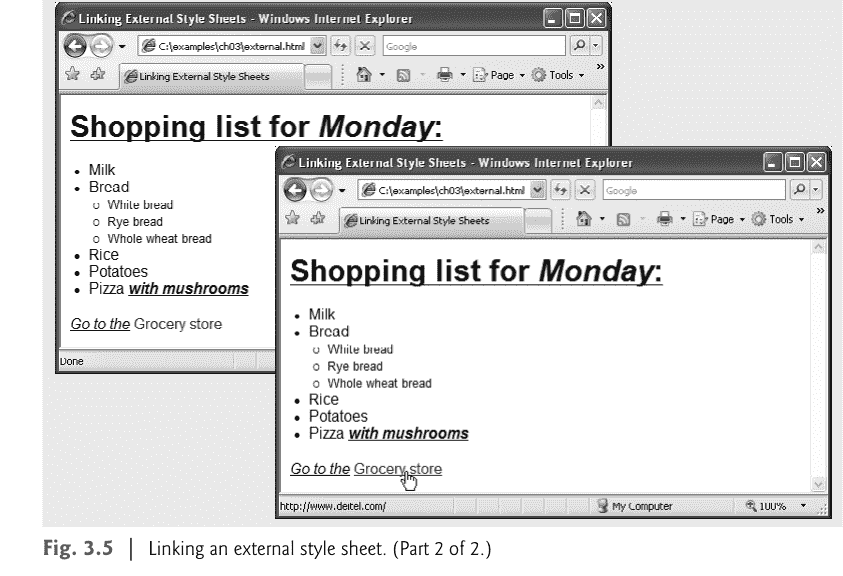 Linking External Style Sheets - Windows Internet Explorer
C:\examples\ch03\external.html
Google
Linking External Style Sheets
Page
Tools
»
Shopping list for Monday:
• Milk
• Bread
o White bread
o Rye bread
o Whole wheat bread
• Rice
• Potatoes
• Pizza with mushrooms
Go to the Grocery store
Done
Linking External Style Sheets - Windows Internet Explorer
C:\examples\ch03\external.html
Google
Linking External Style Sheets
Page
Tools
»
Shopping list for Monday:
• Milk
• Bread
o White bread
o Rye bread
o Whole wheat bread
• Rice
• Potatoes
• Pizza with mushrooms
Go to the Grocery store
http://www.deitel.com/
My Computer
100%
Fig. 3.5 | Linking an external style sheet. (Part 2 of 2.)